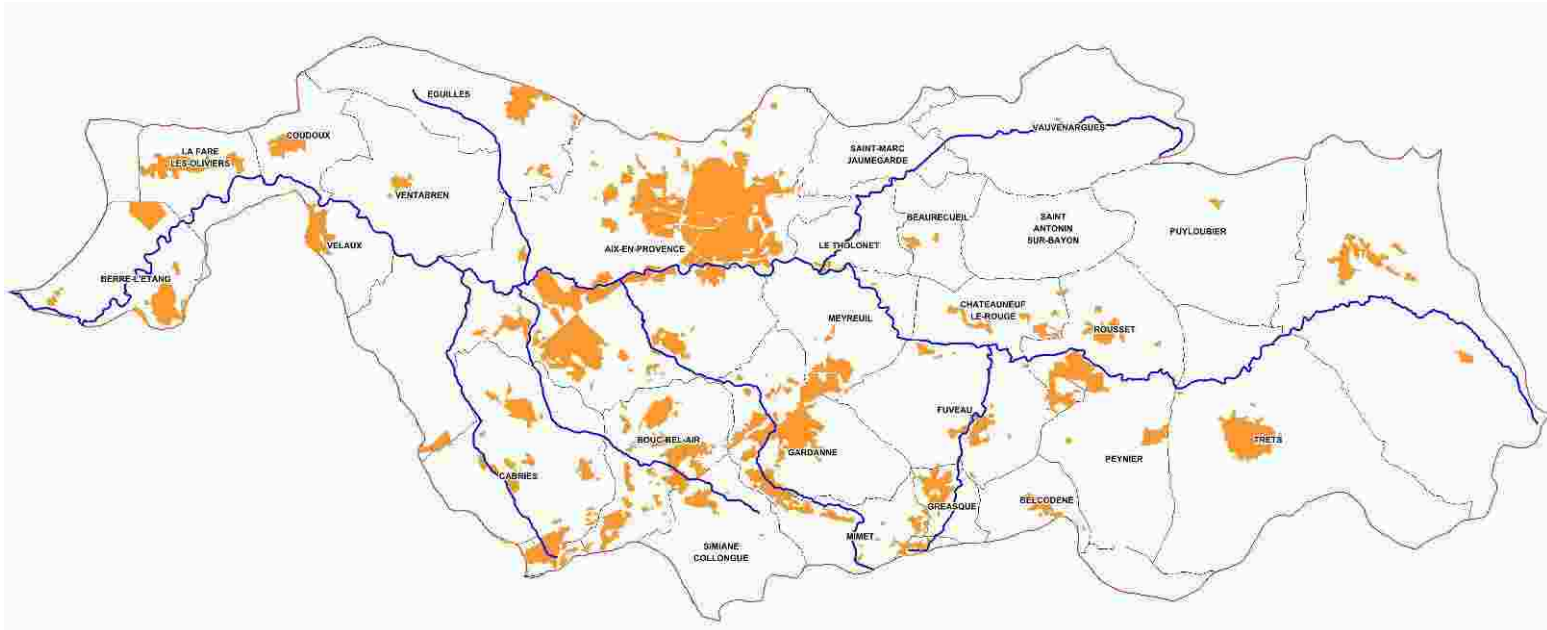 EGUILLES
VAUVENARGUES
COUDOUX
LA FARE
LES-OLIVIERS
SAINT-MARC
JAUMEGARDE
VENTABREN
BEAURECUEIL
SAINT
ANTONIN
SUR-BAYON
PUYLOUBIER
VELAUX
AIX-EN-PROVENCE
LE THOLONET
BERRE-L'ETANG
CHATEAUNEUF
LE-ROUGE
MEYREUIL
ROUSSET
FUVEAU
BOUC-BEL-AIR
GARDANNE
TRETS
PEYNIER
CABRIES
BELCODENE
GREASQUE
MIMET
SIMIANE
COLLONGUE